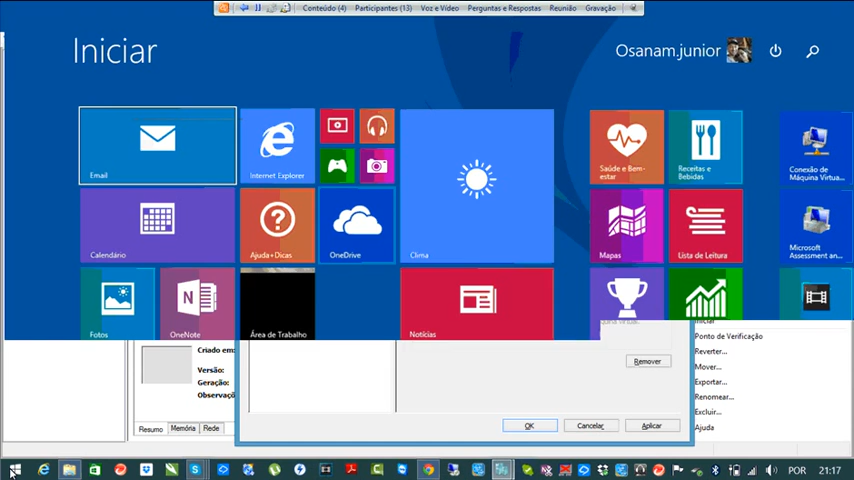 Conteúdo (4) Participantes (13) Voz e Vídeo Perguntas e Respostas Reunião Gravação
Iniciar
Osanam.junior
Email
Internet Explorer
Clima
Saúde e Bem-
estar
Receitas e
Bebidas
Conexão de
Máquina Virtua...
Calendário
Ajuda+Dicas
OneDrive
Mapas
Lista de Leitura
Microsoft
Assessment an...
Fotos
OneNote
Área de Trabalho
Notícias
Iniciar
Ponto de Verificação
Reverter...
Mover...
Exportar...
Renomear...
Excluir...
Ajuda
Criado em:
Versão:
Geração:
Observaçõ
Remover
Resumo Memória Rede
OK Cancelar Aplicar
POR 21:17